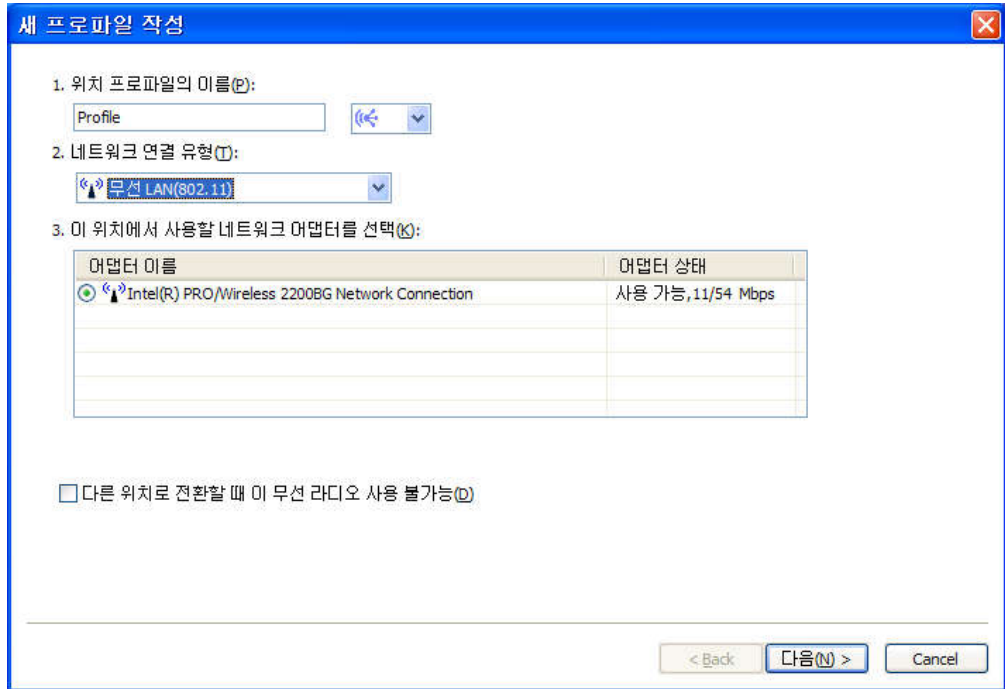 새 프로파일 작성
1. 위치 프로파일의 이름(P):
Profile
2. 네트워크 연결 유형(T):
무선 LAN(802.11)
3. 이 위치에서 사용할 네트워크 어댑터를 선택(K):
어댑터 이름 어댑터 상태
Intel(R) PRO/Wireless 2200BG Network Connection 사용 가능,11/54 Mbps
다른 위치로 전환할 때 이 무선 라디오 사용 불가능(D)
< Back 다음(N) > Cancel